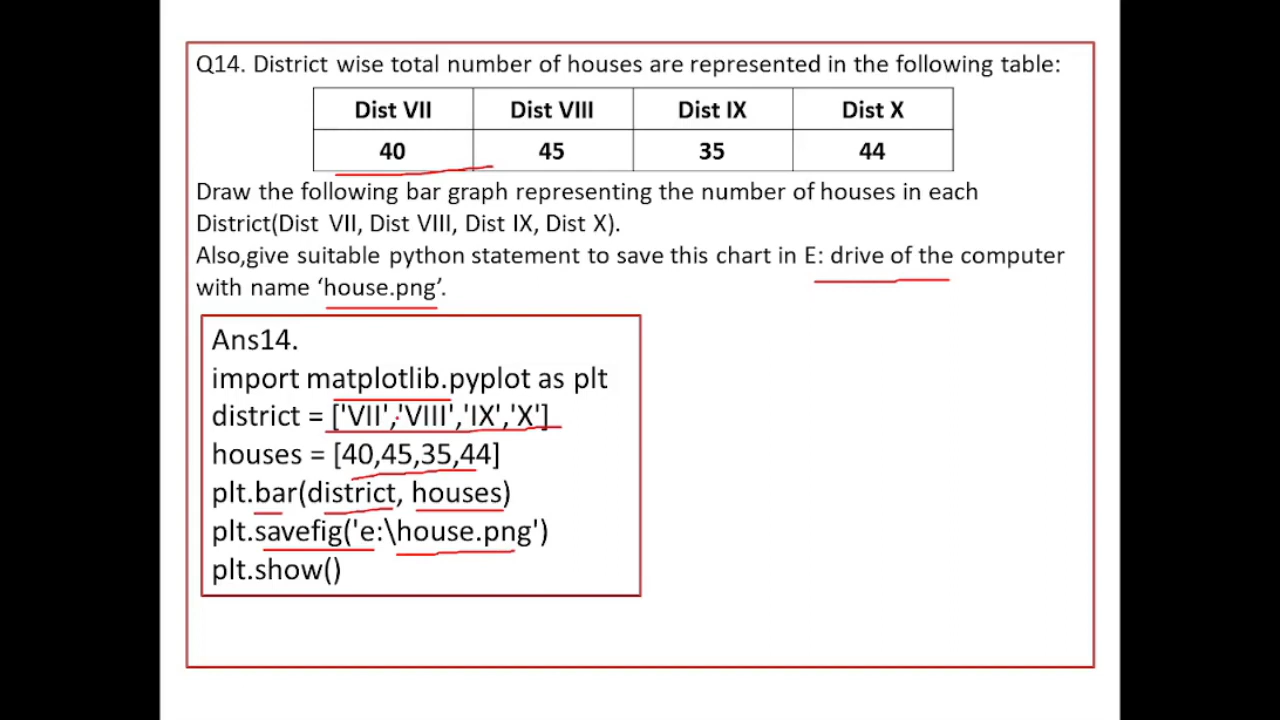 Q14. District wise total number of houses are represented in the following table:
Dist VII Dist VIII Dist IX Dist X
40 45 35 44
Draw the following bar graph representing the number of houses in each
District(Dist VII, Dist VIII, Dist IX, Dist X).
Also,give suitable python statement to save this chart in E: drive of the computer
with name ‘house.png’.
Ans14.
import matplotlib.pyplot as plt
district = ['VII','VIII','IX','X']
houses = [40,45,35,44]
plt.bar(district, houses)
plt.savefig('e:\house.png')
plt.show()